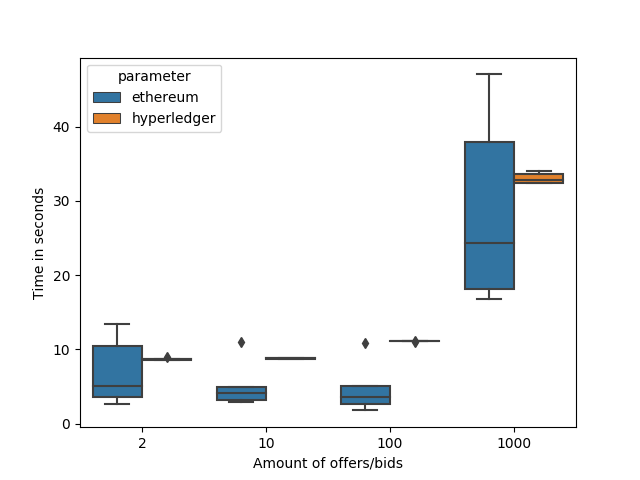 parameter
ethereum
hyperledger
40
30
20
10
0
Time in seconds
2 10 100 1000
Amount of offers/bids